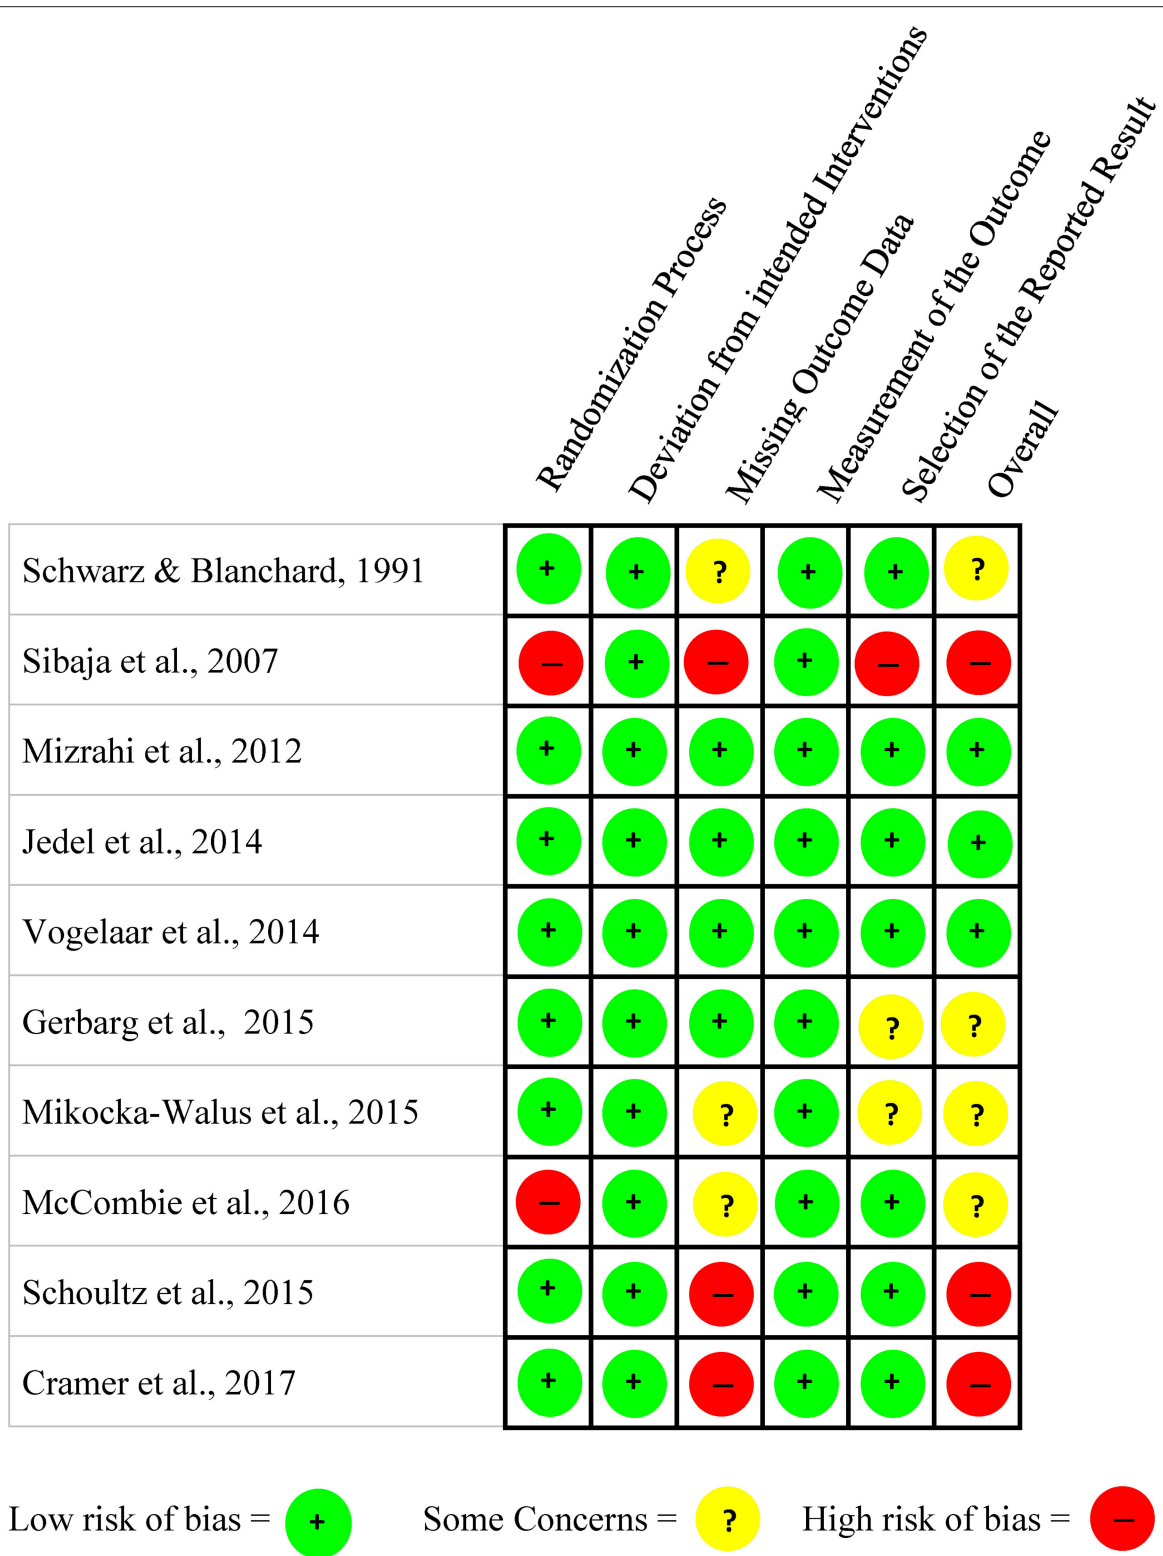 Randomization Process
Deviation from intended Interventions
Missing Outcome Data
Measurement of the Outcome
Selection of the Reported Result
Overall
Schwarz & Blanchard, 1991 + + ? + + ?
Sibaja et al., 2007 – + – + – –
Mizrahi et al., 2012 + + + + + +
Jedel et al., 2014 + + + + + +
Vogelaar et al., 2014 + + + + + +
Gerbarg et al.,  2015 + + + + ? ?
Mikocka-Walus et al., 2015 + + ? + ? ?
McCombie et al., 2016 – + ? + + ?
Schoultz et al., 2015 + + – + + –
Cramer et al., 2017 + + – + + –
Low risk of bias = + Some Concerns = ? High risk of bias = –